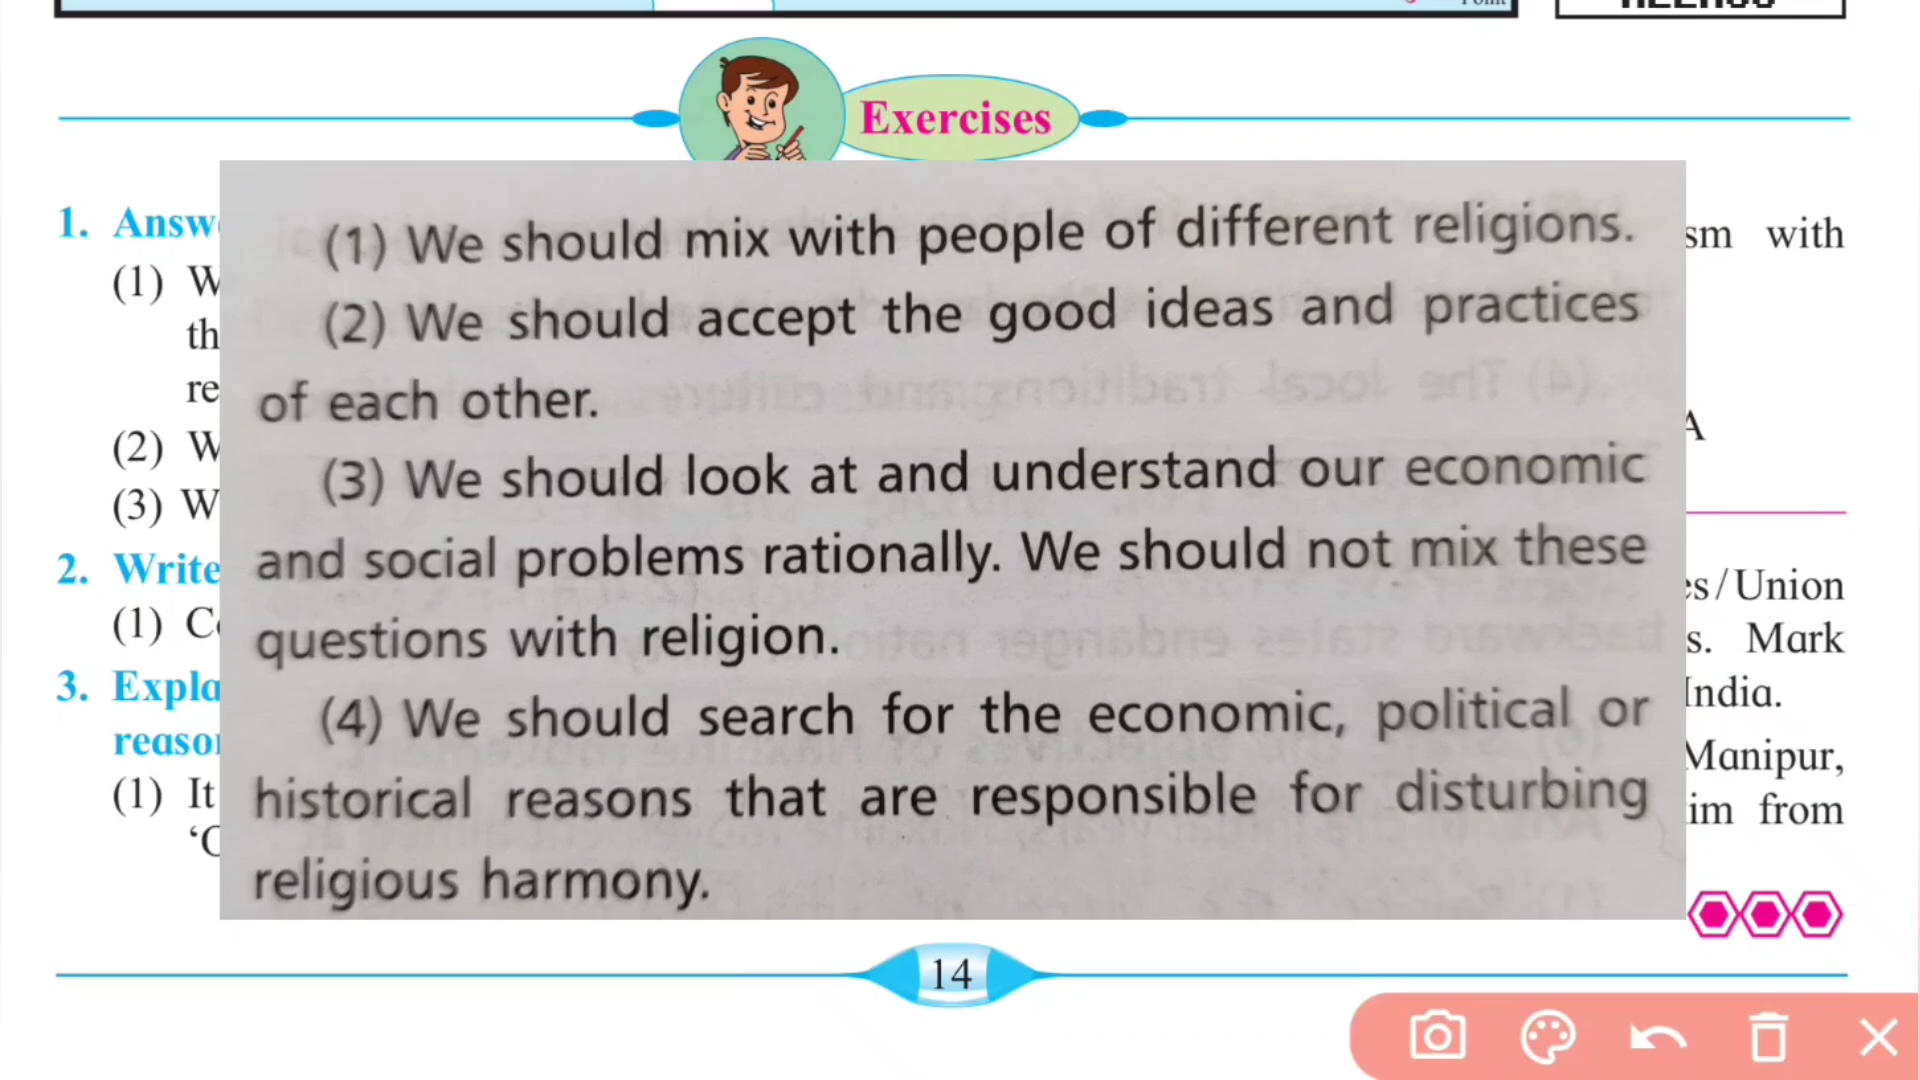 Exercises
1. Answ
(1) W
th
re
(2) W
(3) W
2. Write
(1) C
3. Expla
reaso
(1) It
‘C
(1) We should mix with people of different religions.
(2) We should accept the good ideas and practices
of each other.
(3) We should look at and understand our economic
and social problems rationally. We should not mix these
questions with religion.
(4) We should search for the economic, political or
historical reasons that are responsible for disturbing
religious harmony.
sm with
A
es/Union
s. Mark
India.
Manipur,
im from
14